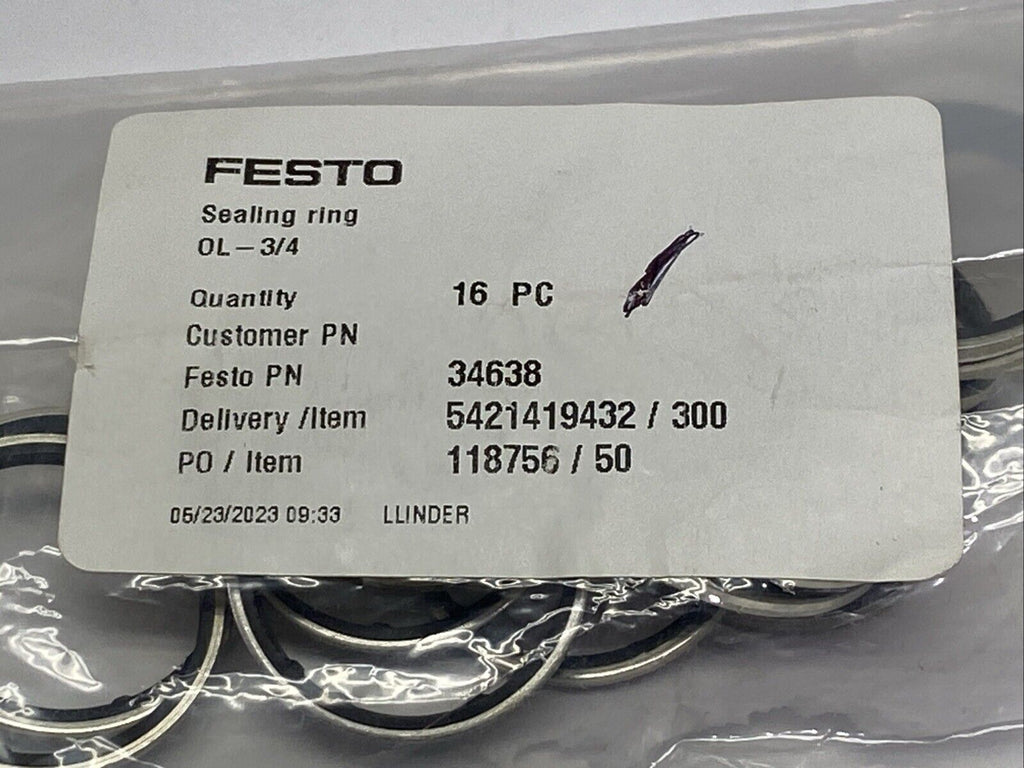 FESTO
Sealing ring
OL-3/4
Quantity 16 PC
Customer PN
Festo PN 34638
Delivery /Item 5421419432 / 300
PO / Item 118756 / 50
05/23/2023 09:33 LLINDER